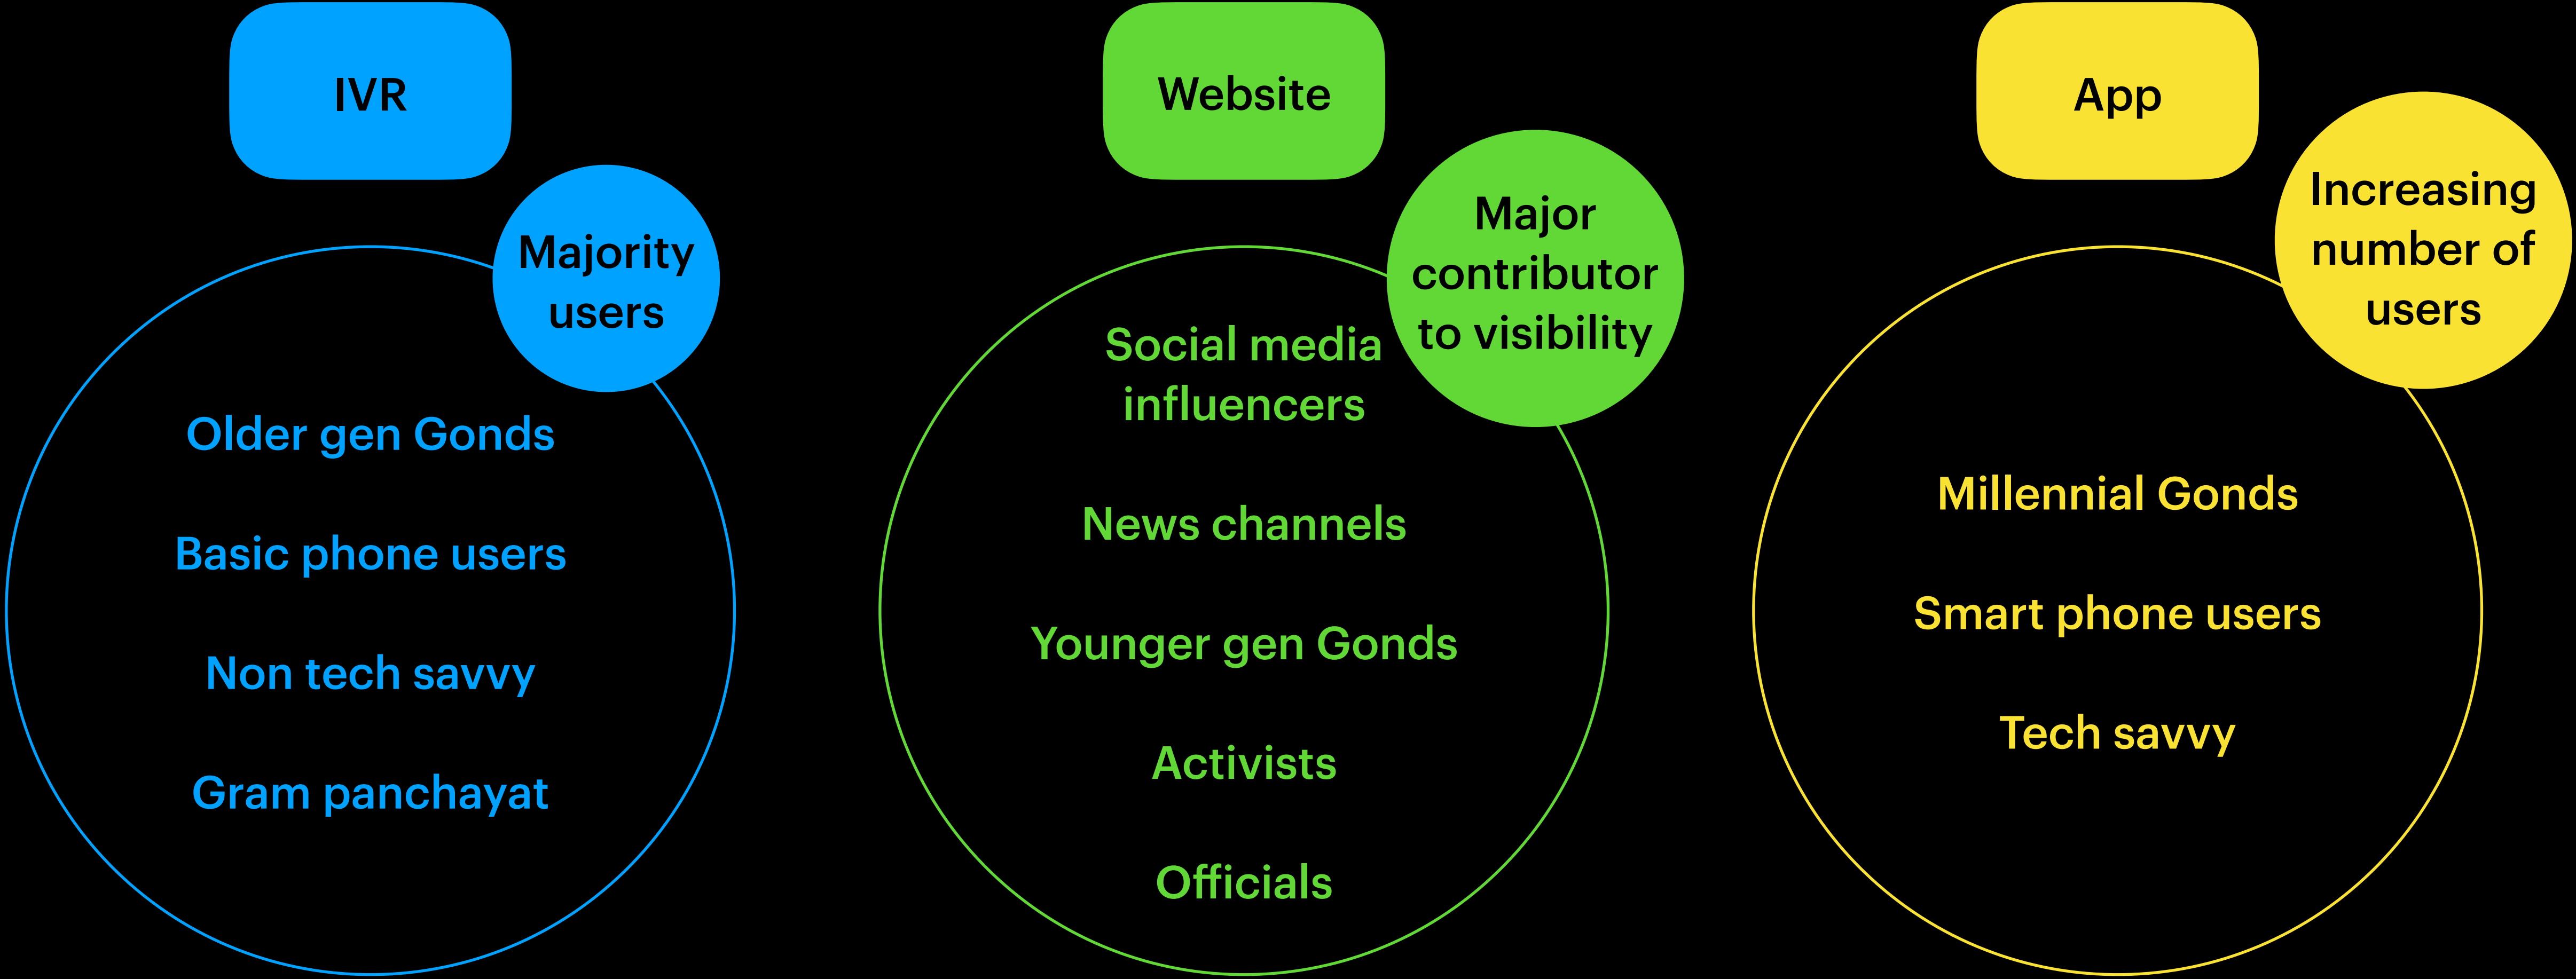 IVR
Majority
users
Older gen Gonds
Basic phone users
Non tech savvy
Gram panchayat
Website
Major
contributor
to visibility
Social media
influencers
News channels
Younger gen Gonds
Activists
Officials
App
Increasing
number of
users
Millennial Gonds
Smart phone users
Tech savvy